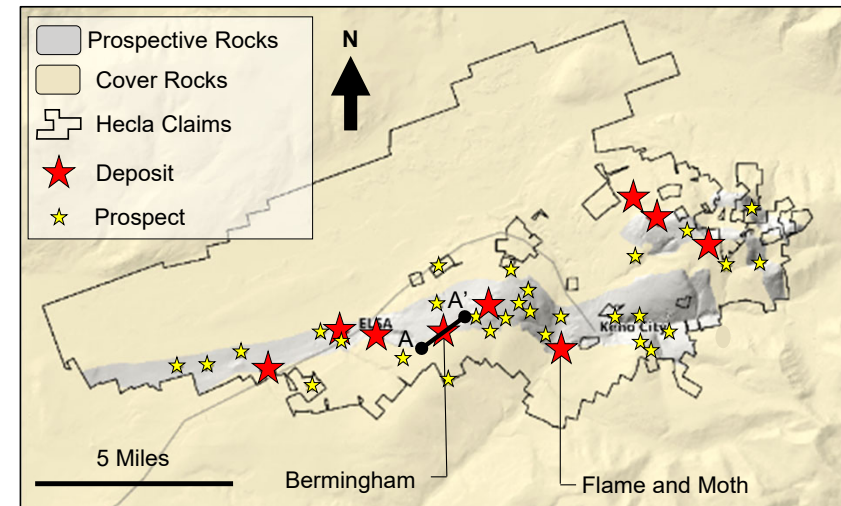 Prospective Rocks
Cover Rocks
Hecla Claims
Deposit
Prospect
N
ELSA
A
A’
Keno City
5 Miles
Bermingham
Flame and Moth